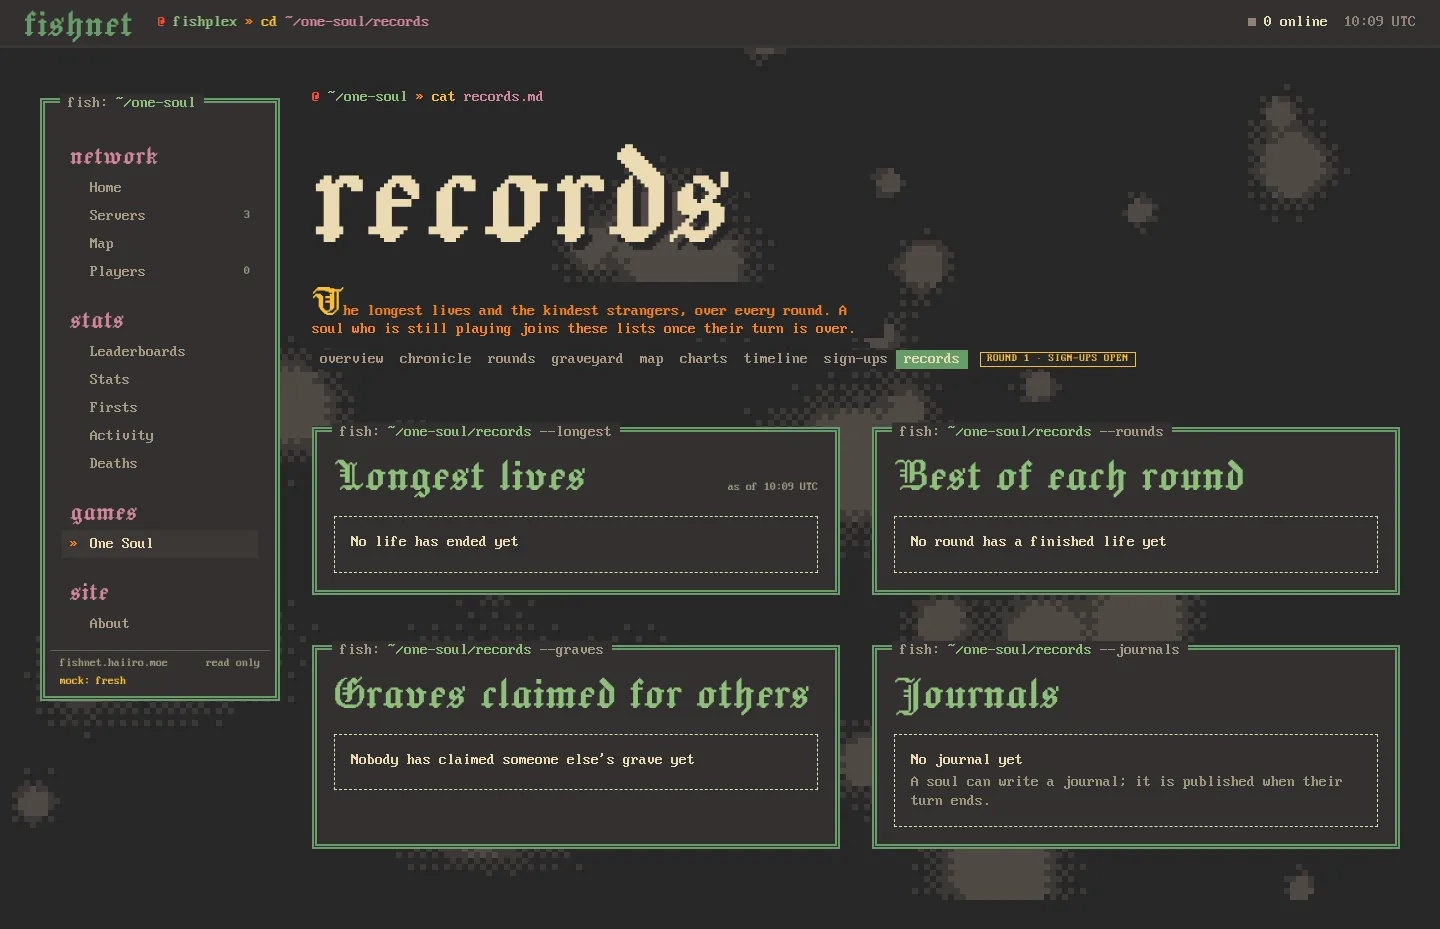 fishnet
@ fishplex » cd ~/one-soul/records
0 online 10:09 UTC
fish: ~/one-soul
network
Home
Servers 3
Map
Players 0
stats
Leaderboards
Stats
Firsts
Activity
Deaths
games
» One Soul
site
About
fishnet.haiiro.moe read only
mock: fresh
@ ~/one-soul » cat records.md
records
The longest lives and the kindest strangers, over every round. A
soul who is still playing joins these lists once their turn is over.
overview chronicle rounds graveyard map charts timeline sign-ups records ROUND 1 · SIGN-UPS OPEN
fish: ~/one-soul/records --longest
Longest lives
as of 10:09 UTC
No life has ended yet
fish: ~/one-soul/records --rounds
Best of each round
No round has a finished life yet
fish: ~/one-soul/records --graves
Graves claimed for others
Nobody has claimed someone else's grave yet
fish: ~/one-soul/records --journals
Journals
No journal yet
A soul can write a journal; it is published when their
turn ends.